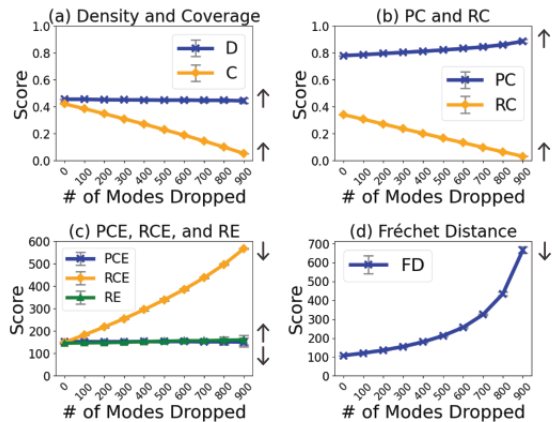 (a) Density and Coverage
1.0
0.8
0.6
0.4
0.2
0.0
Score
D
C
0 100 200 300 400 500 600 700 800 900
# of Modes Dropped
(b) PC and RC
1.0
0.8
0.6
0.4
0.2
0.0
Score
PC
RC
0 100 200 300 400 500 600 700 800 900
# of Modes Dropped
(c) PCE, RCE, and RE
600
500
400
300
200
100
0
Score
PCE
RCE
RE
0 100 200 300 400 500 600 700 800 900
# of Modes Dropped
(d) Fréchet Distance
700
600
500
400
300
200
100
0
Score
FD
0 100 200 300 400 500 600 700 800 900
# of Modes Dropped